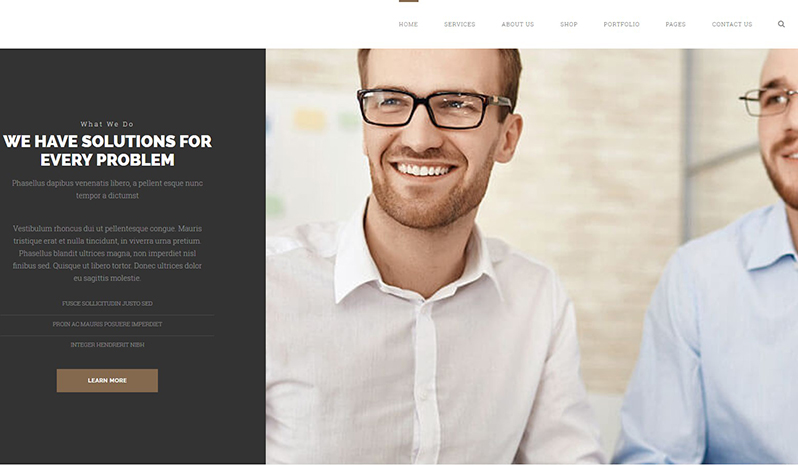 HOME SERVICES ABOUT US SHOP PORTFOLIO PAGES CONTACT US
What We Do
WE HAVE SOLUTIONS FOR
EVERY PROBLEM
Phasellus dapibus venenatis libero, a pellent esque nunc
tempor a dictumst
Vestibulum rhoncus dui ut pellentesque congue. Mauris
tristique erat et nulla tincidunt, in viverra urna pretium.
Phasellus blandit ultrices magna, non imperdiet nisl
finibus sed. Quisque ut libero tortor. Donec ultrices dolor
eu sagittis molestie.
FUSCE SOLLICITUDIN JUSTO SED
PROIN AC MAURIS POSUERE IMPERDIET
INTEGER HENDRERIT NIBH
LEARN MORE